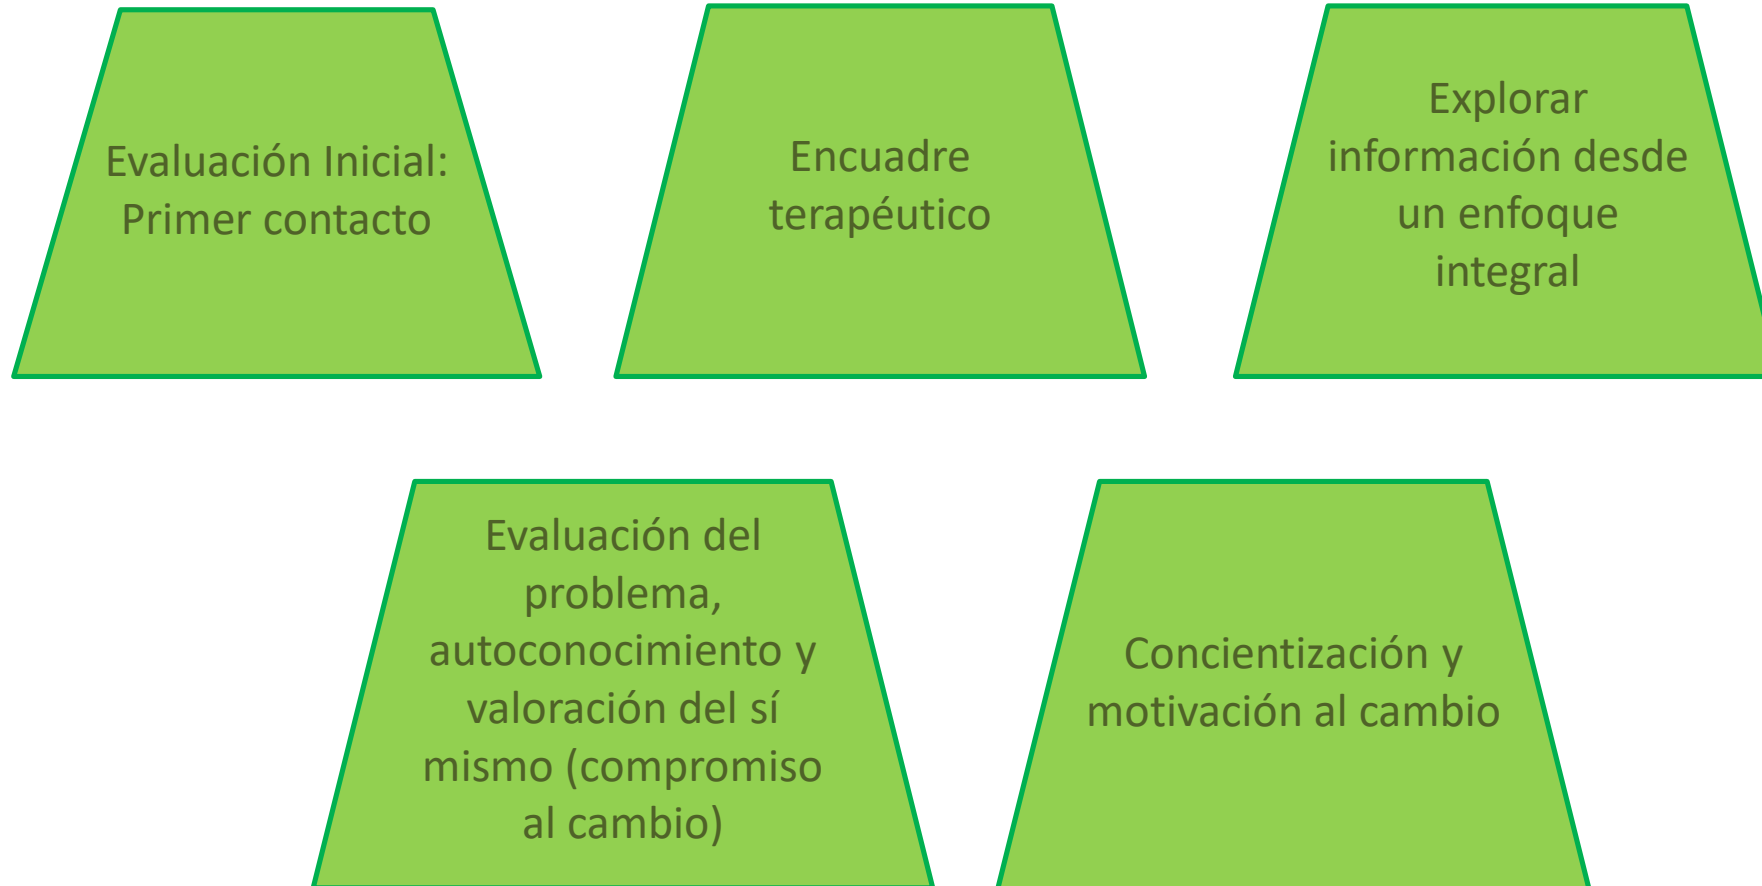 Evaluación Inicial:
Primer contacto
Encuadre
terapéutico
Explorar
información desde
un enfoque
integral
Evaluación del
problema,
autoconocimiento y
valoración del sí
mismo (compromiso
al cambio)
Concientización y
motivación al cambio